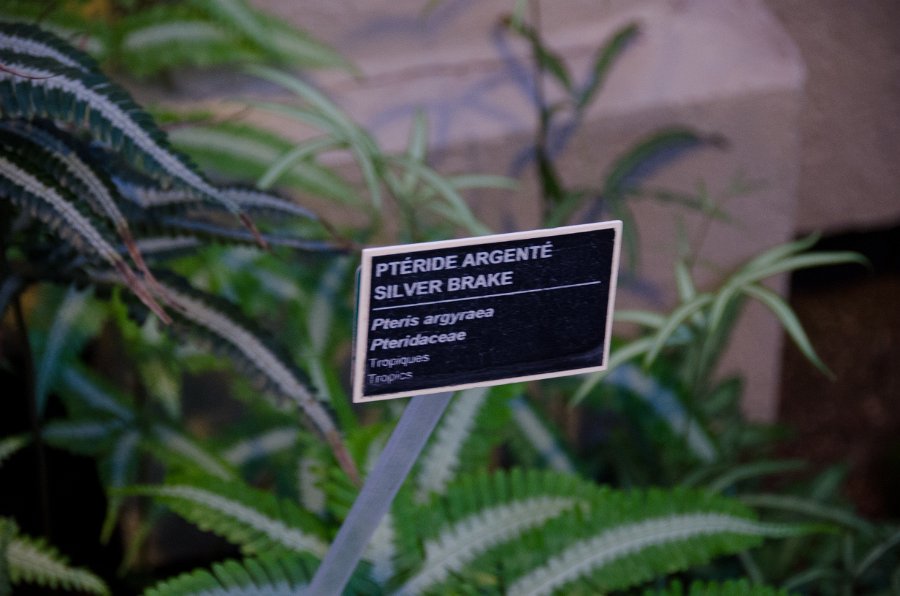 PTÉRIDE ARGENTÉ
SILVER BRAKE
Pteris argyraea
Pteridaceae
Tropiques
Tropics